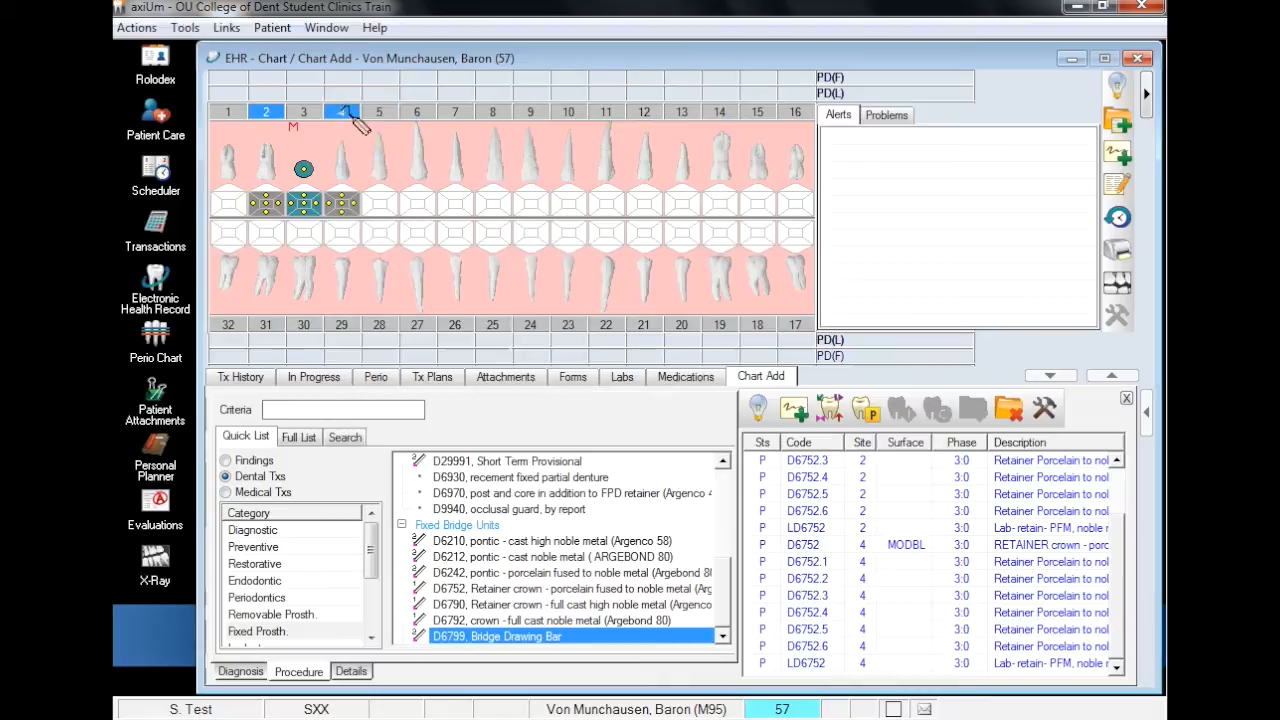 axiUm - OU College of Dent Student Clinics Train
Actions Tools Links Patient Window Help
Rolodex
Patient Care
Scheduler
Transactions
Electronic
Health Record
Perio Chart
Patient
Attachments
Personal
Planner
Evaluations
X-Ray
EHR - Chart / Chart Add - Von Munchausen, Baron (57)
PD(F)
PD(L)
1 2 3 4 5 6 7 8 9 10 11 12 13 14 15 16
M
32 31 30 29 28 27 26 25 24 23 22 21 20 19 18 17
PD(L)
PD(F)
Alerts Problems
Tx History In Progress Perio Tx Plans Attachments Forms Labs Medications Chart Add
Criteria
Quick List Full List Search
Findings
Dental Txs
Medical Txs
Category
Diagnostic
Preventive
Restorative
Endodontic
Periodontics
Removable Prosth.
Fixed Prosth.
D29991, Short Term Provisional
D6930, recement fixed partial denture
D6970, post and core in addition to FPD retainer (Argenco 4
D9940, occlusal guard, by report
Fixed Bridge Units
D6210, pontic - cast high noble metal (Argenco 58)
D6212, pontic - cast noble metal ( ARGEBOND 80)
D6242, pontic - porcelain fused to noble metal (Argebond 80
D6752, Retainer crown - porcelain fused to noble metal (Arg
D6790, Retainer crown - full cast high noble metal (Argenco
D6792, crown - full cast noble metal (Argebond 80)
D6799, Bridge Drawing Bar
Diagnosis Procedure Details
Sts Code Site Surface Phase Description
P D6752.3 2 3:0 Retainer Porcelain to nol
P D6752.4 2 3:0 Retainer Porcelain to nol
P D6752.5 2 3:0 Retainer Porcelain to nol
P D6752.6 2 3:0 Retainer Porcelain to nol
P LD6752 2 3:0 Lab- retain- PFM, noble r
P D6752 4 MODBL 3:0 RETAINER crown - porc
P D6752.1 4 3:0 Retainer Porcelain to nol
P D6752.2 4 3:0 Retainer Porcelain to nol
P D6752.3 4 3:0 Retainer Porcelain to nol
P D6752.4 4 3:0 Retainer Porcelain to nol
P D6752.5 4 3:0 Retainer Porcelain to nol
P D6752.6 4 3:0 Retainer Porcelain to nol
P LD6752 4 3:0 Lab- retain- PFM, noble r
S. Test SXX Von Munchausen, Baron (M95) 57